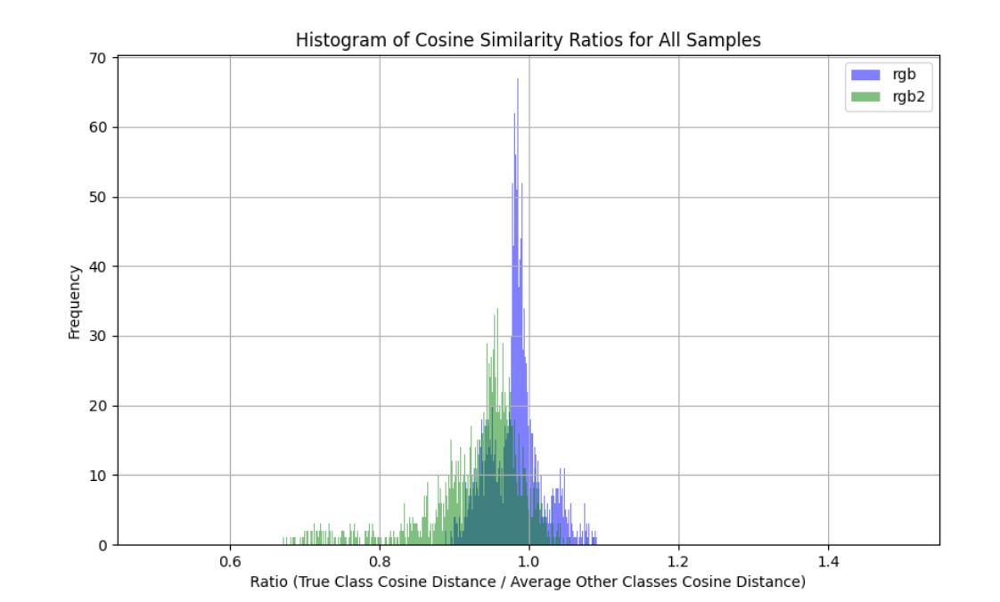 Histogram of Cosine Similarity Ratios for All Samples
70
60
50
40
30
20
10
0
Frequency
rgb
rgb2
0.6 0.8 1.0 1.2 1.4
Ratio (True Class Cosine Distance / Average Other Classes Cosine Distance)